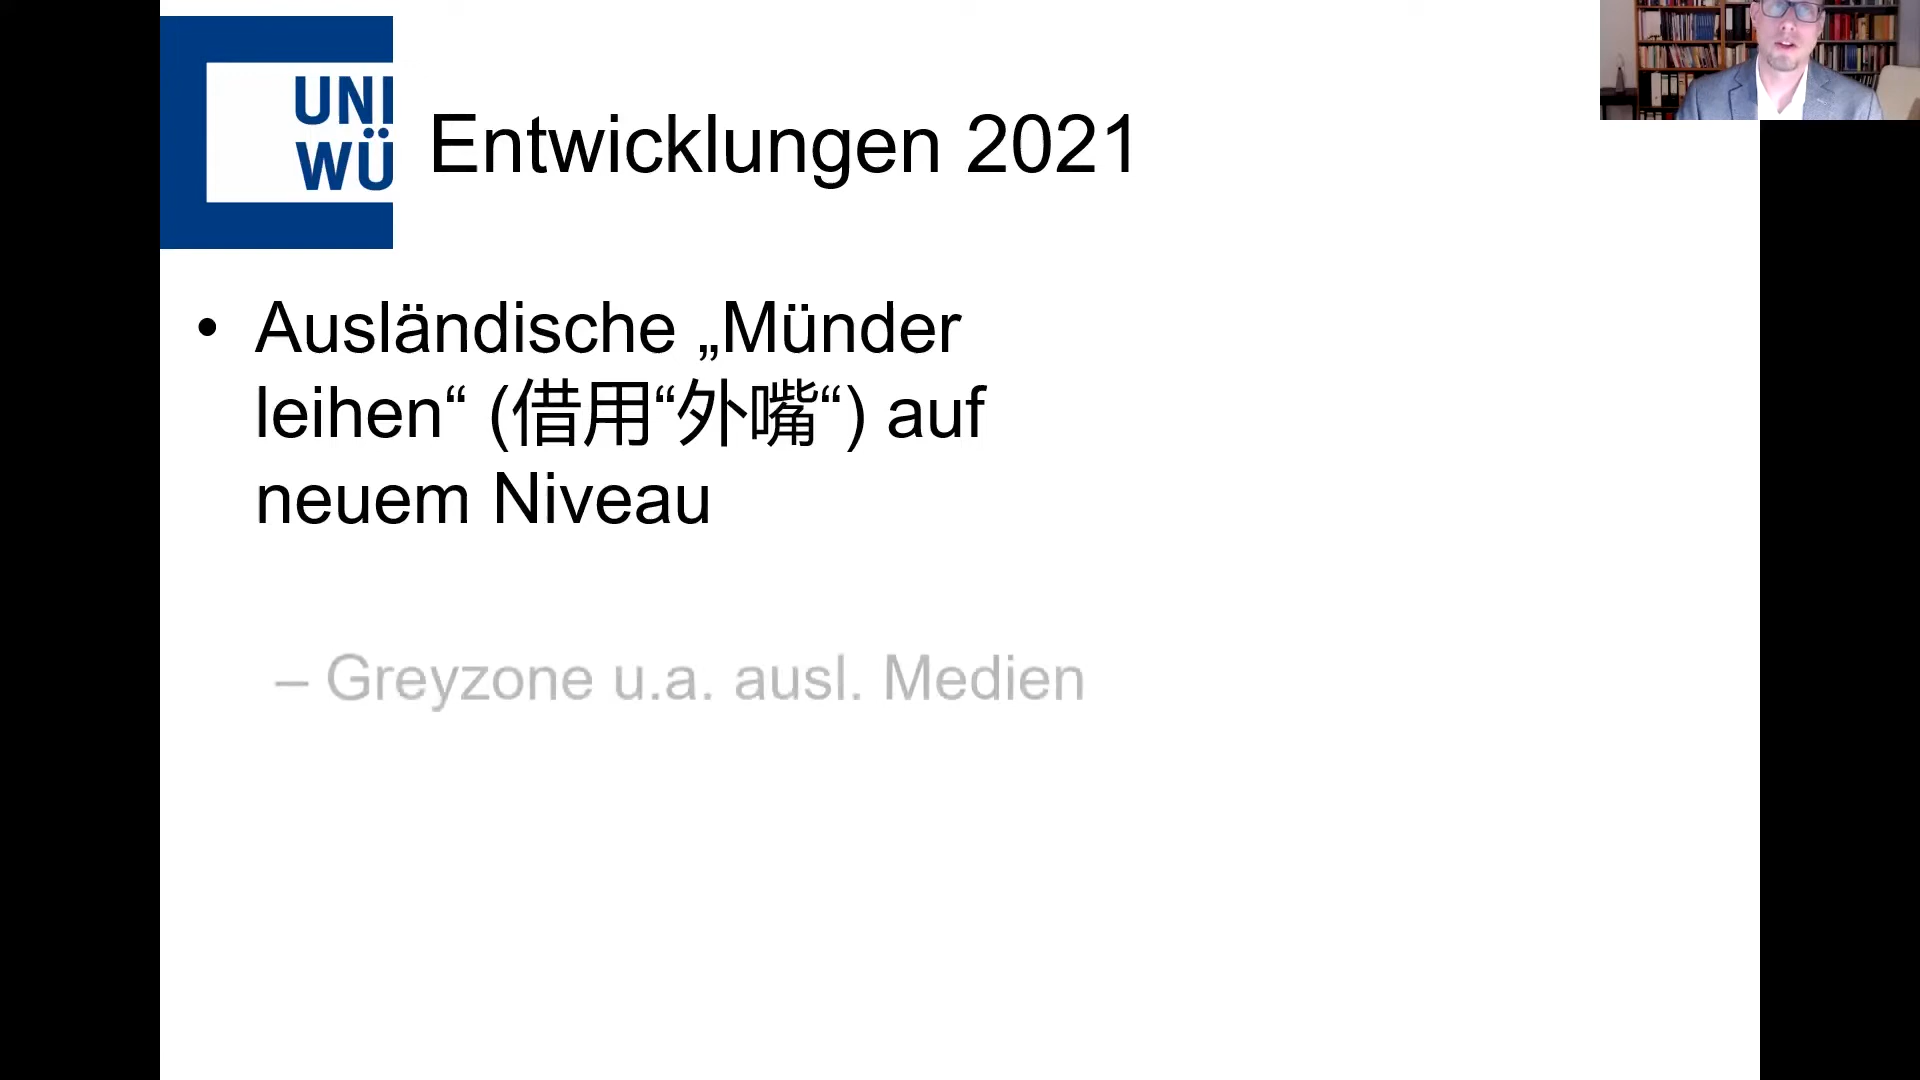 UNI
WÜ
Entwicklungen 2021
• Ausländische „Münder
leihen“ (借用“外嘴“) auf
neuem Niveau
– Greyzone u.a. ausl. Medien